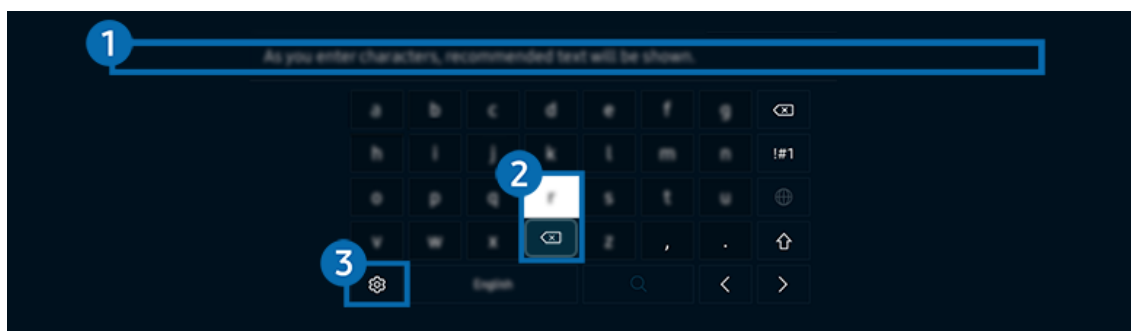 1
As you enter characters, recommended text will be shown.
a b c d e f g
h i j k l m n !#1
2
o p q r s t u
v w x z , .
3
English